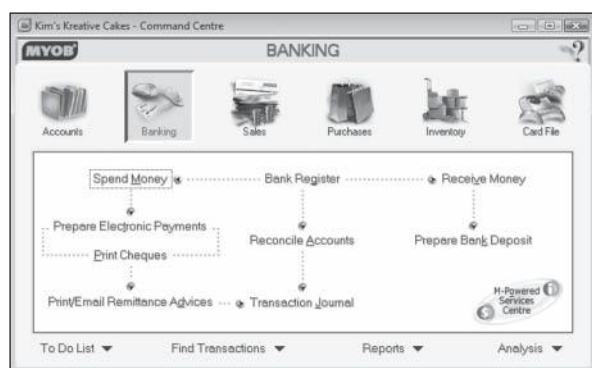 Kim's Kreative Cakes - Command Centre
MYOB BANKING
Accounts Banking Sales Purchases Inventory Card File
Spend Money Bank Register Receive Money
Prepare Electronic Payments
Reconcile Accounts Prepare Bank Deposit
Print Cheques
M-Powered
Services
Centre
Print/Email Remittance Advices Transaction Journal
To Do List Find Transactions Reports Analysis